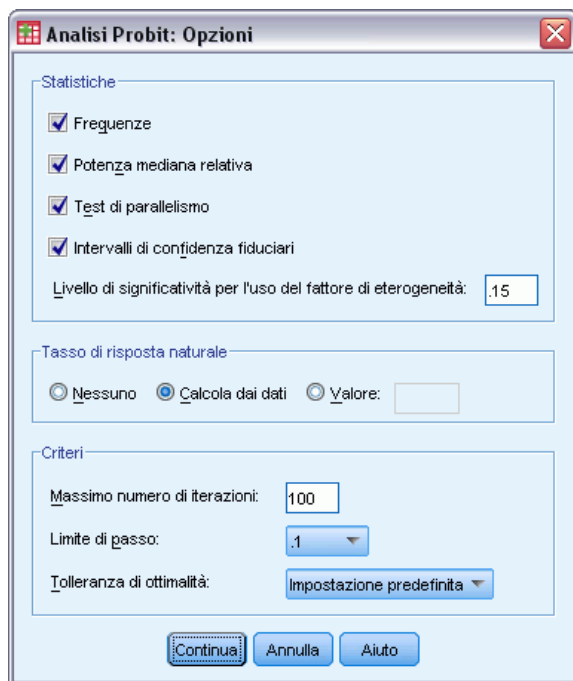 Analisi Probit: Opzioni
Statistiche
Frequenze
Potenza mediana relativa
Test di parallelismo
Intervalli di confidenza fiduciari
Livello di significatività per l'uso del fattore di eterogeneità: .15
Tasso di risposta naturale
Nessuno Calcola dai dati Valore:
Criteri
Massimo numero di iterazioni: 100
Limite di passo: .1
Tolleranza di ottimalità: Impostazione predefinita
Continua Annulla Aiuto